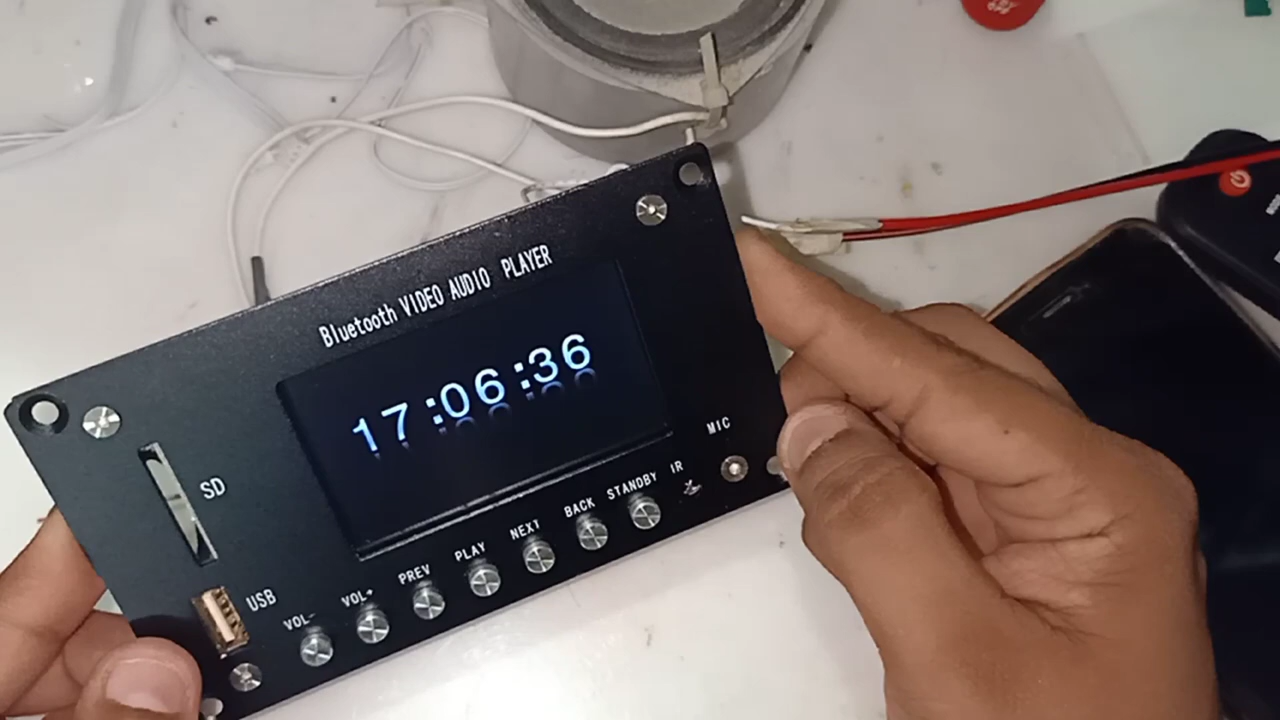 Bluetooth VIDEO AUDIO PLAYER
17:06:36
SD
USB
VOL-
VOL+
PREV
PLAY
NEXT
BACK
STANDBY
IR
MIC